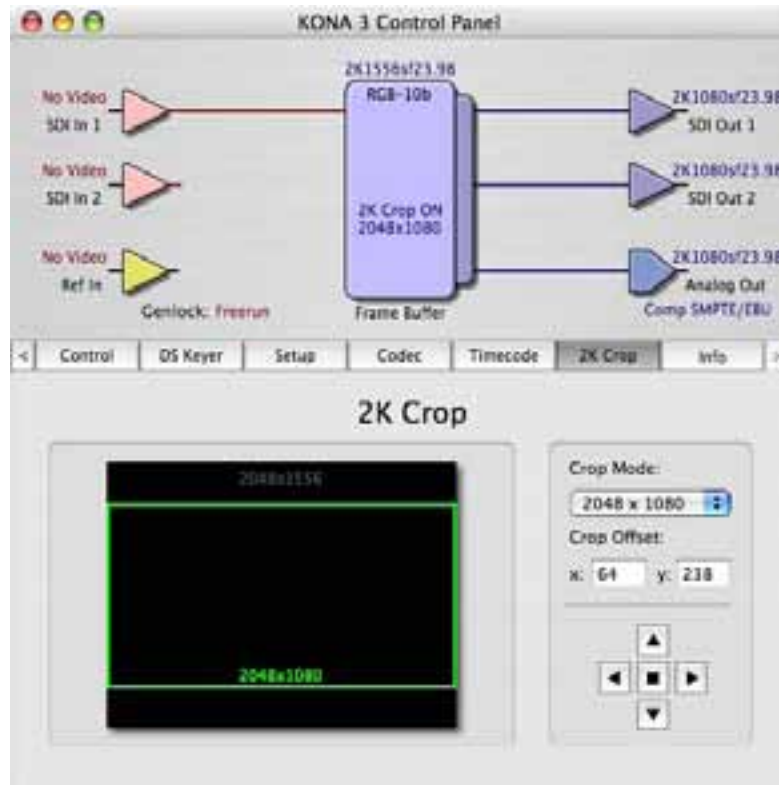 KONA 3 Control Panel
2K1556sf23.98
RGB-10b
2K Crop ON
2048x1080
Frame Buffer
No Video
SDI In 1
No Video
SDI In 2
No Video
Ref In
Genlock: Freerun
2K1080sf23.98
SDI Out 1
2K1080sf23.98
SDI Out 2
2K1080sf23.98
Analog Out
Comp SMPTE/EBU
< Control DS Keyer Setup Codec Timecode 2K Crop Info >
2K Crop
2048x1556
2048x1080
Crop Mode:
2048 x 1080
Crop Offset:
x: 64 y: 238